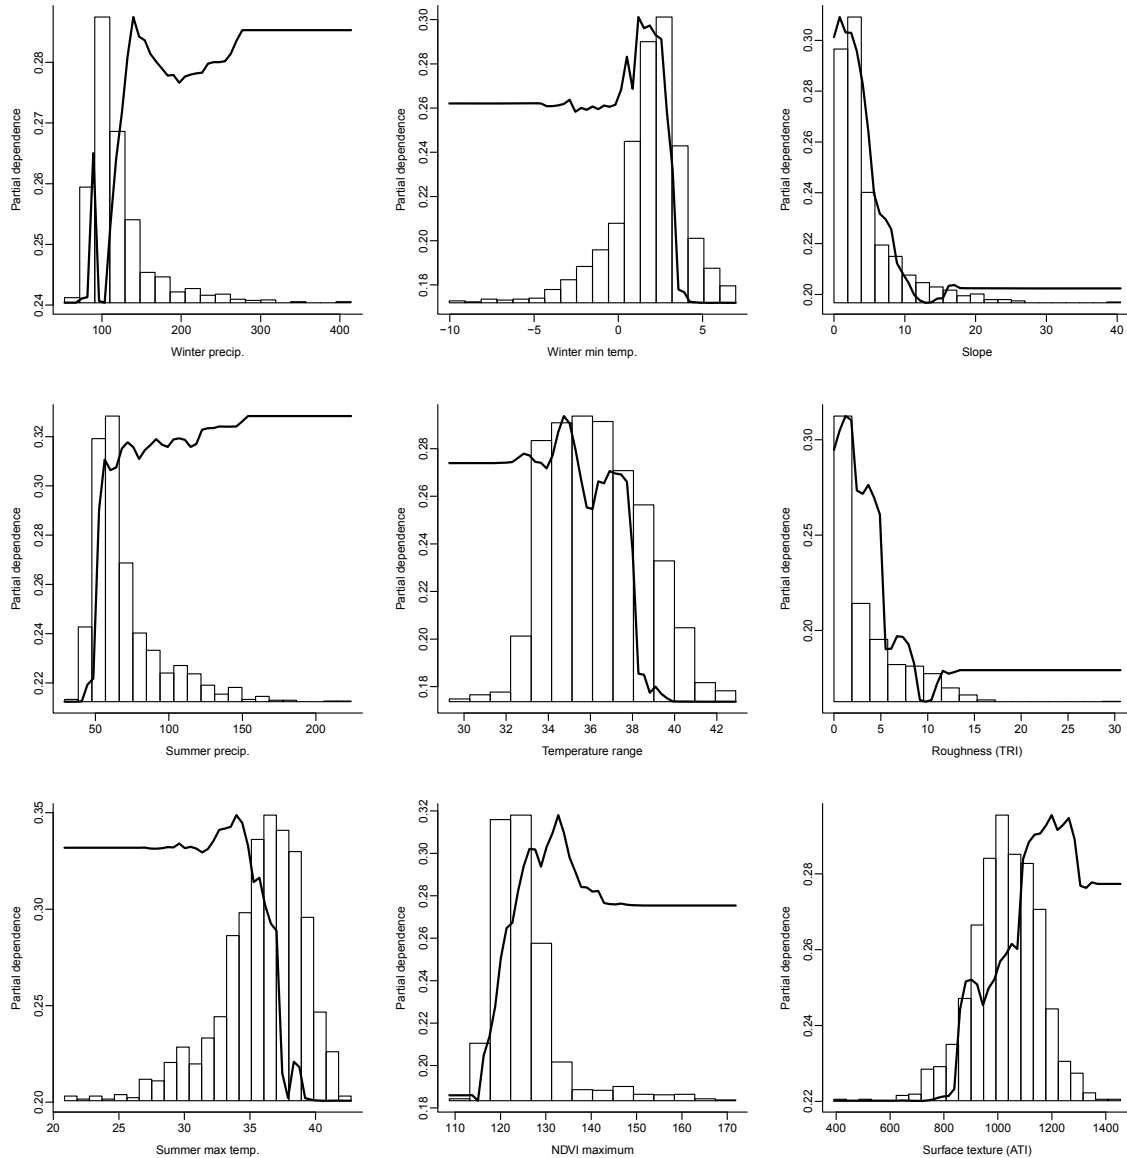 Partial dependence
0.24 0.25 0.26 0.27 0.28
100 200 300 400
Winter precip.
Partial dependence
0.18 0.20 0.22 0.24 0.26 0.28 0.30
−10 −5 0 5
Winter min temp.
Partial dependence
0.20 0.22 0.24 0.26 0.28 0.30
0 10 20 30 40
Slope
Partial dependence
0.22 0.24 0.26 0.28 0.30 0.32
50 100 150 200
Summer precip.
Partial dependence
0.18 0.20 0.22 0.24 0.26 0.28
30 32 34 36 38 40 42
Temperature range
Partial dependence
0.20 0.25 0.30
0 5 10 15 20 25 30
Roughness (TRI)
Partial dependence
0.20 0.25 0.30 0.35
20 25 30 35 40
Summer max temp.
Partial dependence
0.18 0.20 0.22 0.24 0.26 0.28 0.30 0.32
110 120 130 140 150 160 170
NDVI maximum
Partial dependence
0.22 0.24 0.26 0.28
400 600 800 1000 1200 1400
Surface texture (ATI)